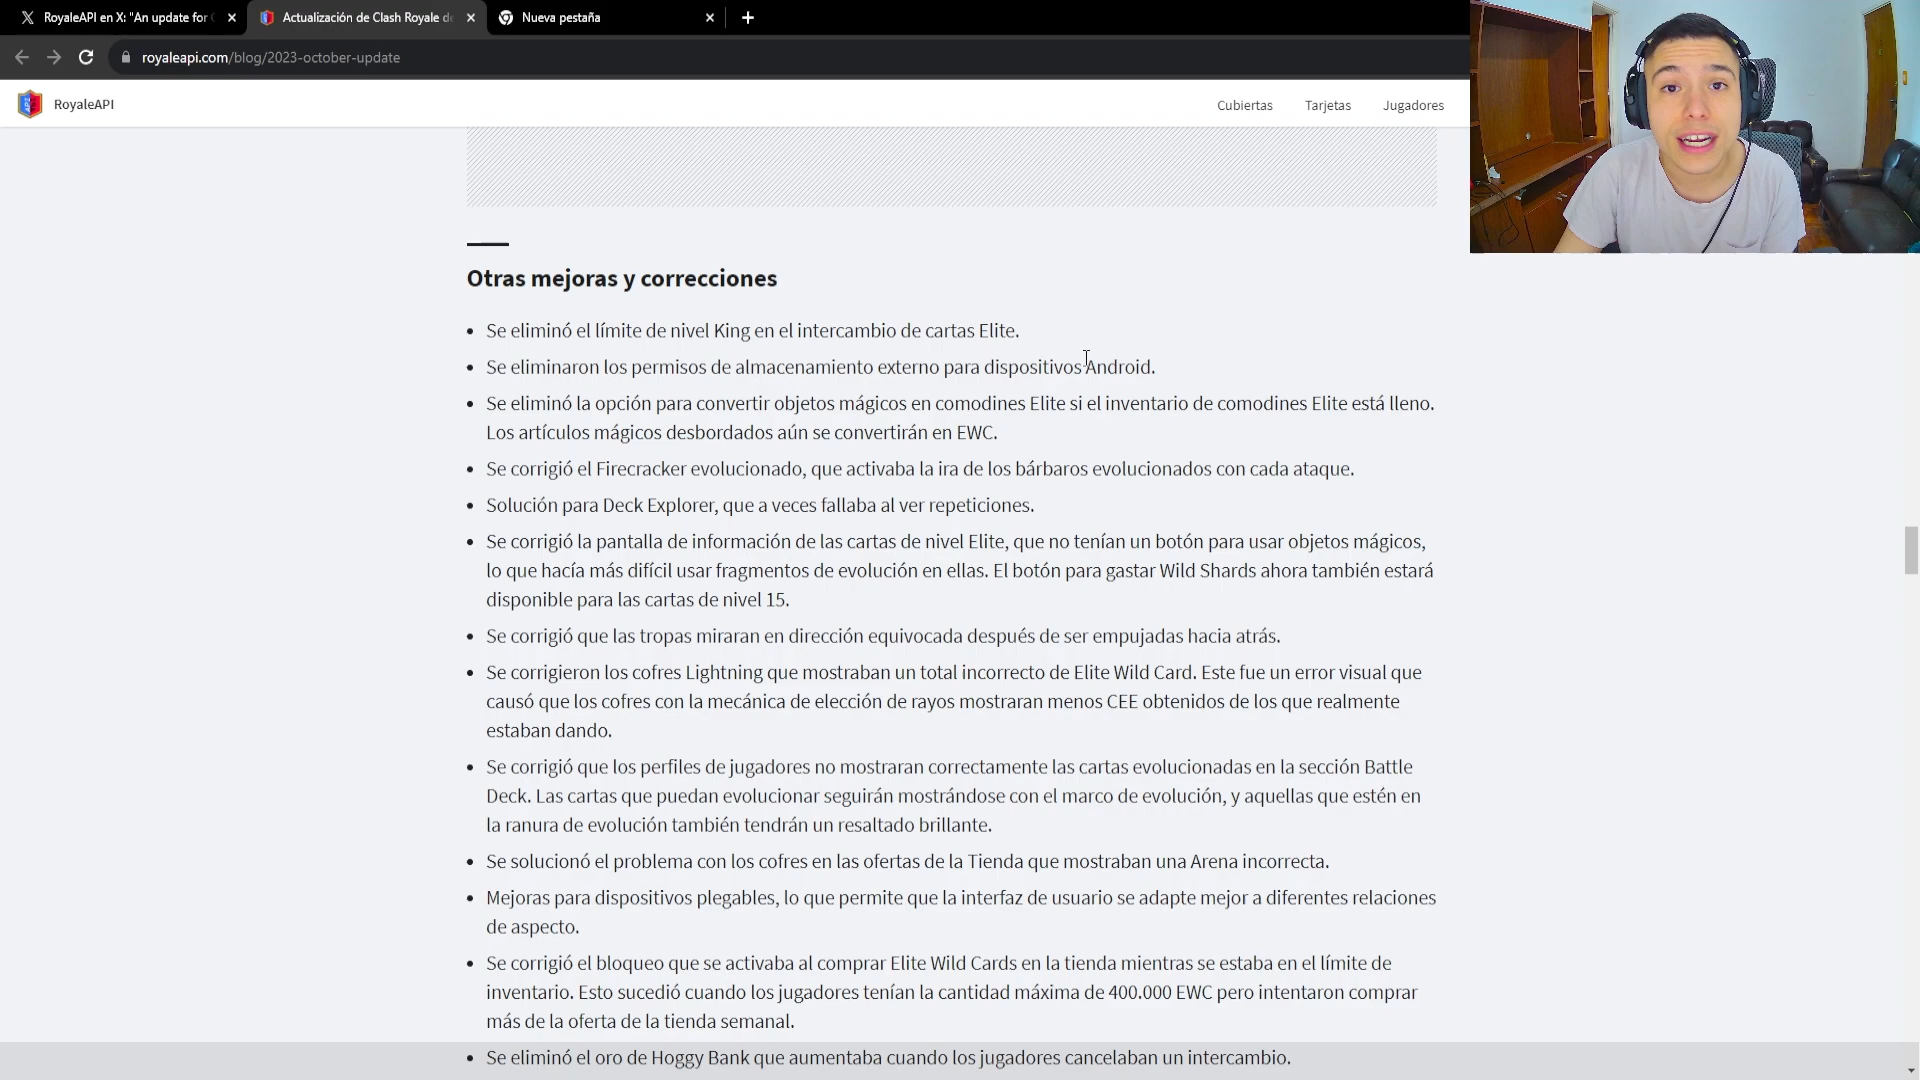 RoyaleAPI en X: "An update for
Actualización de Clash Royale de
Nueva pestaña
royaleapi.com/blog/2023-october-update
RoyaleAPI
Cubiertas
Tarjetas
Jugadores
Otras mejoras y correcciones
Se eliminó el límite de nivel King en el intercambio de cartas Elite.
Se eliminaron los permisos de almacenamiento externo para dispositivos Android.
Se eliminó la opción para convertir objetos mágicos en comodines Elite si el inventario de comodines Elite está lleno.
Los artículos mágicos desbordados aún se convertirán en EWC.
Se corrigió el Firecracker evolucionado, que activaba la ira de los bárbaros evolucionados con cada ataque.
Solución para Deck Explorer, que a veces fallaba al ver repeticiones.
Se corrigió la pantalla de información de las cartas de nivel Elite, que no tenían un botón para usar objetos mágicos,
lo que hacía más difícil usar fragmentos de evolución en ellas. El botón para gastar Wild Shards ahora también estará
disponible para las cartas de nivel 15.
Se corrigió que las tropas miraran en dirección equivocada después de ser empujadas hacia atrás.
Se corrigieron los cofres Lightning que mostraban un total incorrecto de Elite Wild Card. Este fue un error visual que
causó que los cofres con la mecánica de elección de rayos mostraran menos CEE obtenidos de los que realmente
estaban dando.
Se corrigió que los perfiles de jugadores no mostraran correctamente las cartas evolucionadas en la sección Battle
Deck. Las cartas que puedan evolucionar seguirán mostrándose con el marco de evolución, y aquellas que estén en
la ranura de evolución también tendrán un resaltado brillante.
Se solucionó el problema con los cofres en las ofertas de la Tienda que mostraban una Arena incorrecta.
Mejoras para dispositivos plegables, lo que permite que la interfaz de usuario se adapte mejor a diferentes relaciones
de aspecto.
Se corrigió el bloqueo que se activaba al comprar Elite Wild Cards en la tienda mientras se estaba en el límite de
inventario. Esto sucedió cuando los jugadores tenían la cantidad máxima de 400.000 EWC pero intentaron comprar
más de la oferta de la tienda semanal.
Se eliminó el oro de Hoggy Bank que aumentaba cuando los jugadores cancelaban un intercambio.